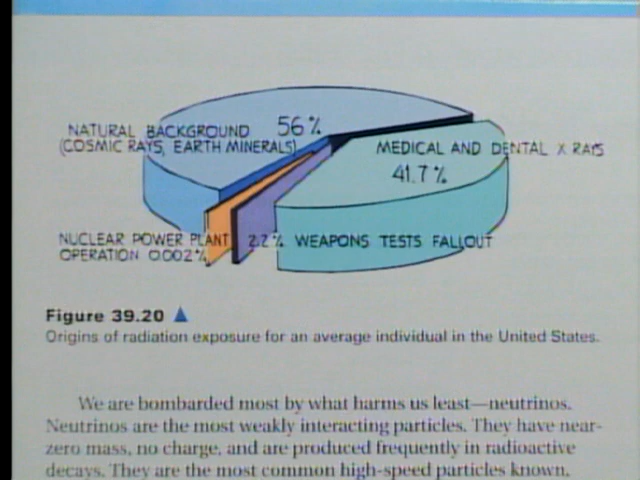 NATURAL BACKGROUND 56%
(COSMIC RAYS, EARTH MINERALS)
MEDICAL AND DENTAL X RAYS
41.7%
NUCLEAR POWER PLANT
OPERATION 0.002%
2.2% WEAPONS TESTS FALLOUT
Figure 39.20
Origins of radiation exposure for an average individual in the United States.
We are bombarded most by what harms us least—neutrinos.
Neutrinos are the most weakly interacting particles. They have near-
zero mass, no charge, and are produced frequently in radioactive
decays. They are the most common high-speed particles known,